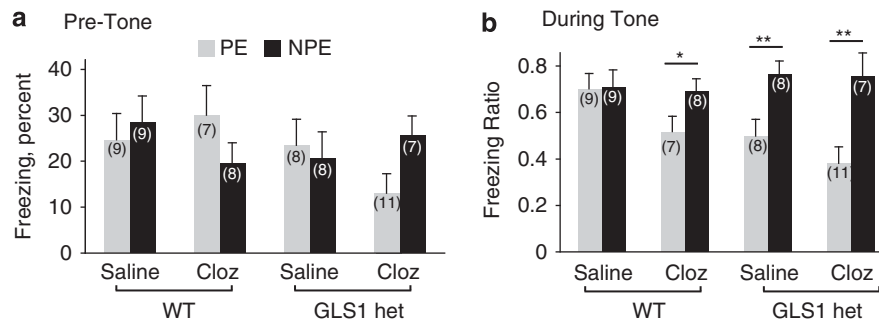 a Pre-Tone
PE NPE
Freezing, percent
40
30
20
10
0
(9) (9) (7) (8) (8) (8) (11) (7)
Saline Cloz Saline Cloz
WT GLS1 het
b During Tone
Freezing Ratio
0.8
0.6
0.4
0.2
0
* ** **
(9) (9) (7) (8) (8) (8) (11) (7)
Saline Cloz Saline Cloz
WT GLS1 het